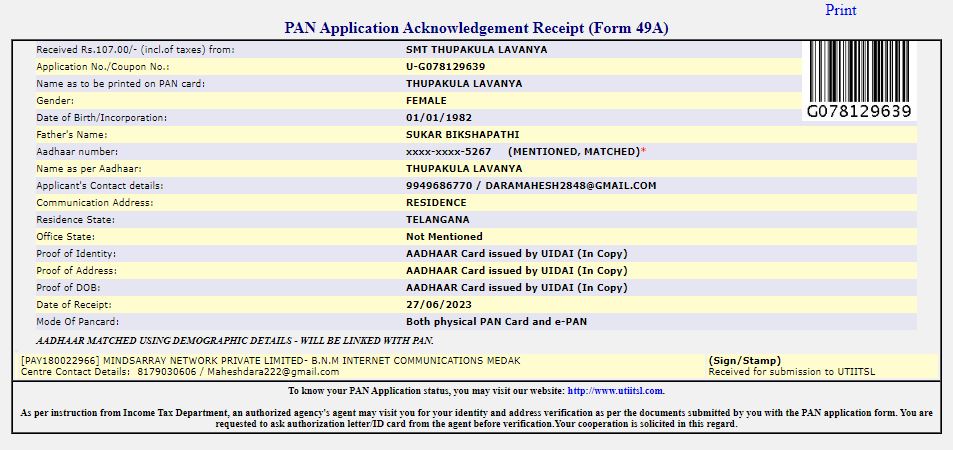 Print
PAN Application Acknowledgement Receipt (Form 49A)
Received Rs.107.00/- (incl.of taxes) from: SMT THUPAKULA LAVANYA
Application No./Coupon No.: U-G078129639
G078129639
Name as to be printed on PAN card: THUPAKULA LAVANYA
Gender: FEMALE
Date of Birth/Incorporation: 01/01/1982
Father's Name: SUKAR BIKSHAPATHI
Aadhaar number: xxxx-xxxx-5267 (MENTIONED, MATCHED)*
Name as per Aadhaar: THUPAKULA LAVANYA
Applicant's Contact details: 9949686770 / DARAMAHESH2848@GMAIL.COM
Communication Address: RESIDENCE
Residence State: TELANGANA
Office State: Not Mentioned
Proof of Identity: AADHAAR Card issued by UIDAI (In Copy)
Proof of Address: AADHAAR Card issued by UIDAI (In Copy)
Proof of DOB: AADHAAR Card issued by UIDAI (In Copy)
Date of Receipt: 27/06/2023
Mode Of Pancard: Both physical PAN Card and e-PAN
AADHAAR MATCHED USING DEMOGRAPHIC DETAILS - WILL BE LINKED WITH PAN.
[PAY180022966] MINDSARRAY NETWORK PRIVATE LIMITED- B.N.M INTERNET COMMUNICATIONS MEDAK (Sign/Stamp)
Centre Contact Details: 8179030606 / Maheshdara222@gmail.com Received for submission to UTIITSL
To know your PAN Application status, you may visit our website: http://www.utiitsl.com.
As per instruction from Income Tax Department, an authorized agency's agent may visit you for your identity and address verification as per the documents submitted by you with the PAN application form. You are
requested to ask authorization letter/ID card from the agent before verification.Your cooperation is solicited in this regard.